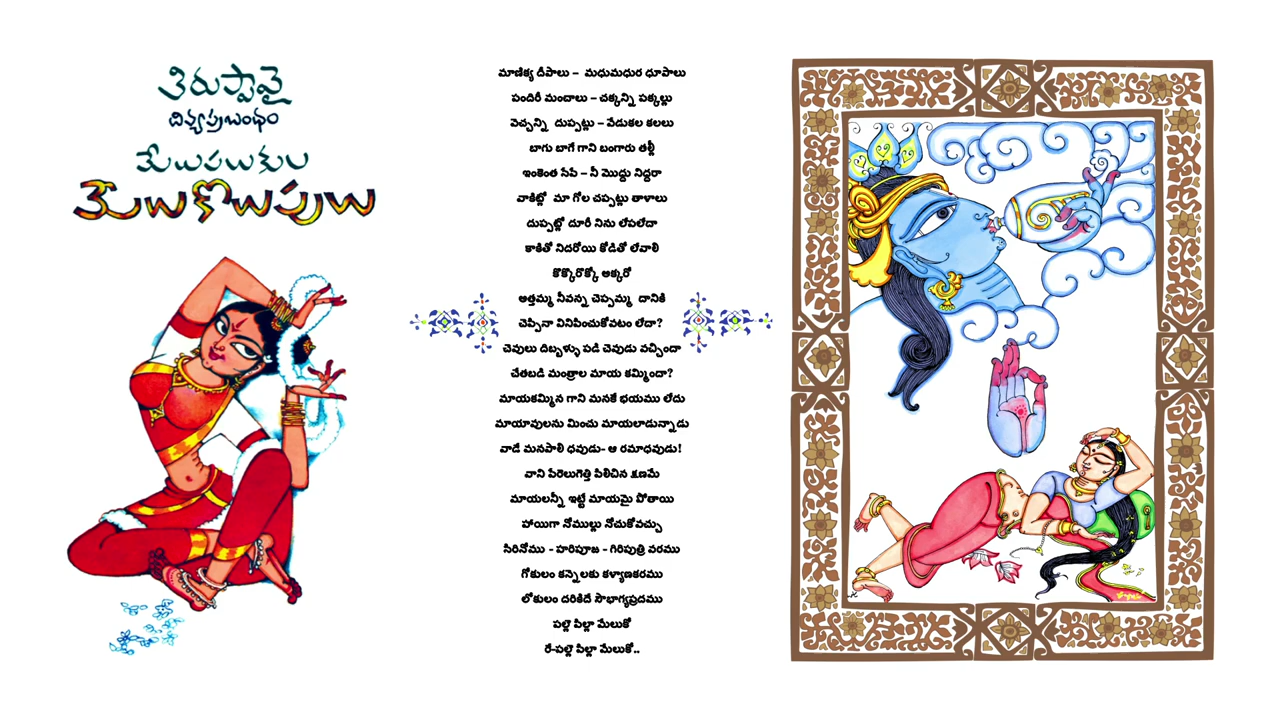 తిరుప్పావై
దివ్యప్రబంధం
మేలుపలుకుల
మేలుకొలుపులు
మాణిక్య దీపాలు – మధుమధుర ధూపాలు
పందిరీ మంచాలు – చక్కన్ని పక్కల్లు
వెచ్చన్ని దుప్పట్లు – వేడుకల కలలు
బాగు బాగే గాని బంగారు తల్లీ
ఇంకెంత సేపే – నీ మొద్దు నిద్దరా
వాకిట్లో మా గోల చప్పట్లు తాళాలు
దుప్పట్లో దూరీ నిను లేపలేదా
కాకితో నిదరోయి కోడితో లేవాలి
కొక్కొరొక్కో అక్కరో
అత్తమ్మ నీవన్న చెప్పమ్మ దానికి
చెప్పినా వినిపించుకోవటం లేదా?
చెవులు దిబ్బళ్ళు పడి చెవుడు వచ్చిందా
చేతబడి మంత్రాల మాయ కమ్మిందా?
మాయకమ్మిన గాని మనకే భయము లేదు
మాయావులను మించు మాయలాడున్నాడు
వాడే మనపాలి ధవుడు- ఆ రమాధవుడు!
వాని పేరెలుగెత్తి పిలిచిన క్షణమే
మాయలన్నీ ఇట్టే మాయమై పోతాయి
హాయిగా నోముల్లు నోచుకోవచ్చు
సిరినోము - హరిపూజ - గిరిపుత్రి వరము
గోకులం కన్నెలకు కళ్యాణకరము
లోకులం దరికిదే సౌభాగ్యప్రదము
పల్లె పిల్లా మేలుకో
రే-పల్లె పిల్లా మేలుకో..